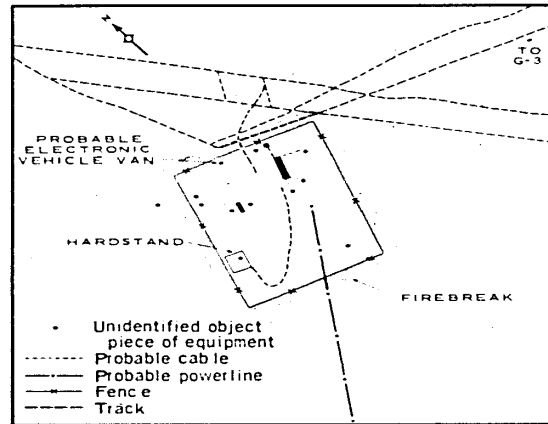 N
TO
G-3
PROBABLE
ELECTRONIC
VEHICLE VAN
HARDSTAND
FIREBREAK
Unidentified object
piece of equipment
Probable cable
Probable powerline
Fence
Track